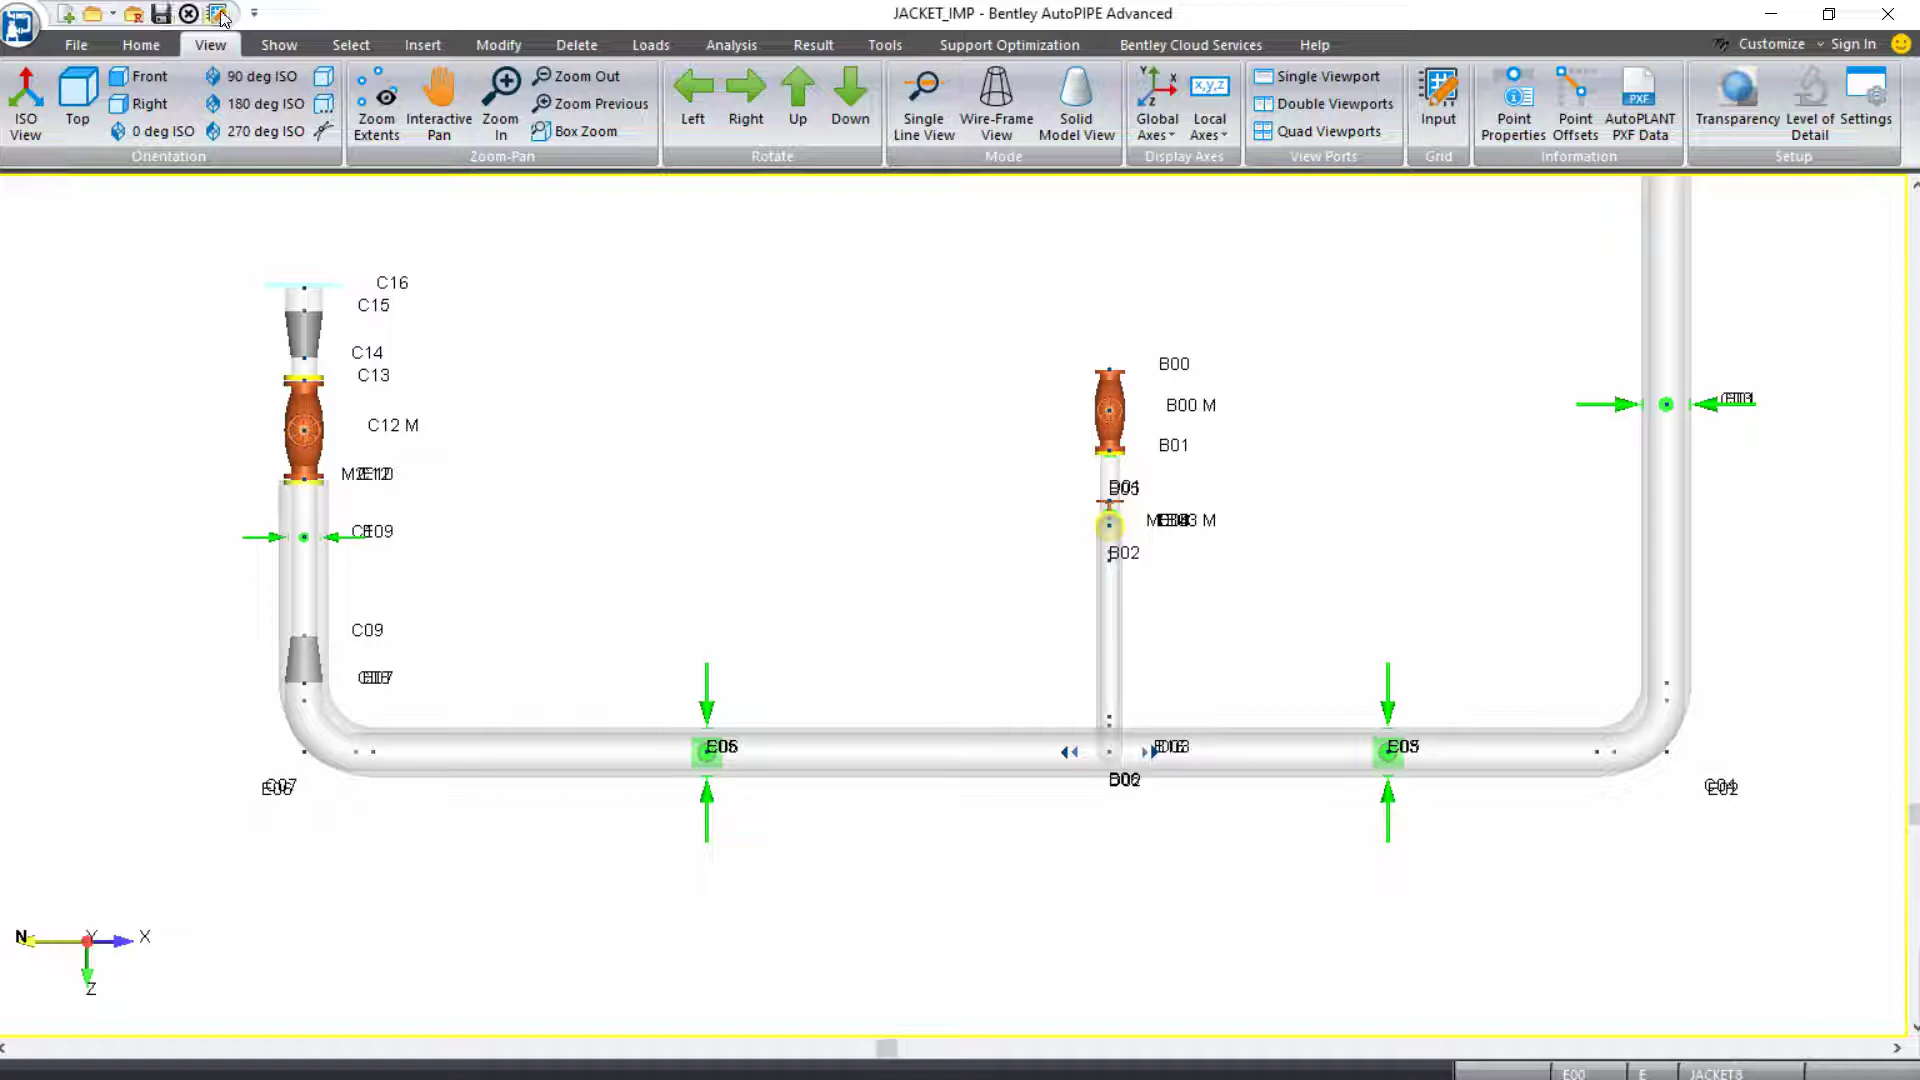 JACKET_IMP - Bentley AutoPIPE Advanced
File Home View Show Select Insert Modify Delete Loads Analysis Result Tools Support Optimization Bentley Cloud Services Help Customize Sign In
ISO View
Top
Front
Right
0 deg ISO
90 deg ISO
180 deg ISO
270 deg ISO
Orientation
Zoom Extents
Interactive Pan
Zoom In
Zoom Out
Zoom Previous
Box Zoom
Zoom-Pan
Left
Right
Up
Down
Rotate
Single Line View
Wire-Frame View
Solid Model View
Mode
Y
X
Z
Global Axes
x,y,z
Local Axes
Display Axes
Single Viewport
Double Viewports
Quad Viewports
View Ports
Input
Grid
Point Properties
Point Offsets
PXF
AutoPLANT PXF Data
Information
Transparency
Level of Detail
Settings
Setup
C16
C15
C14
C13
C12 M
C09
B00
B00 M
B01
B02
N
Y
X
Z
E00
E
JACKET8